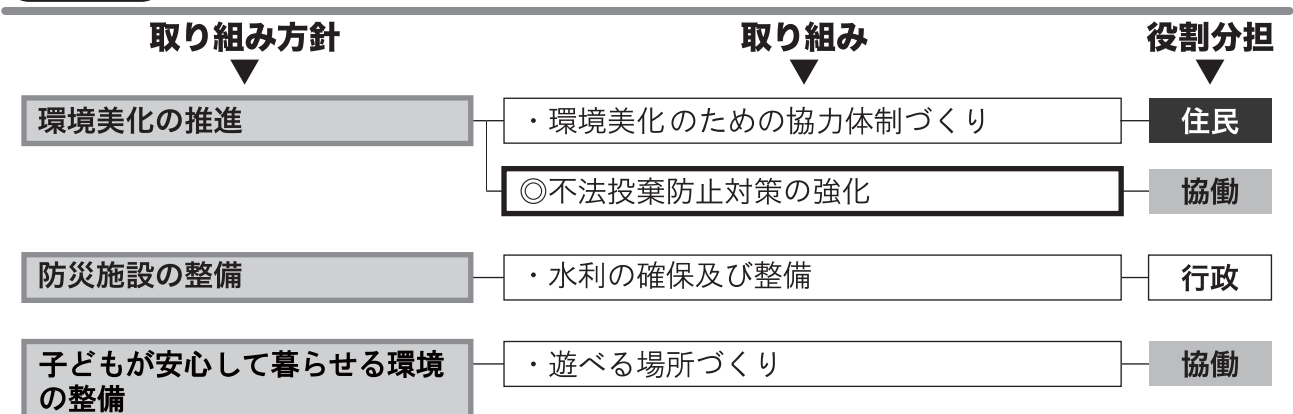 取り組み方針 取り組み 役割分担
▼ ▼ ▼
環境美化の推進 ・環境美化のための協力体制づくり 住民
◎不法投棄防止対策の強化 協働
防災施設の整備 ・水利の確保及び整備 行政
子どもが安心して暮らせる環境 ・遊べる場所づくり 協働
の整備